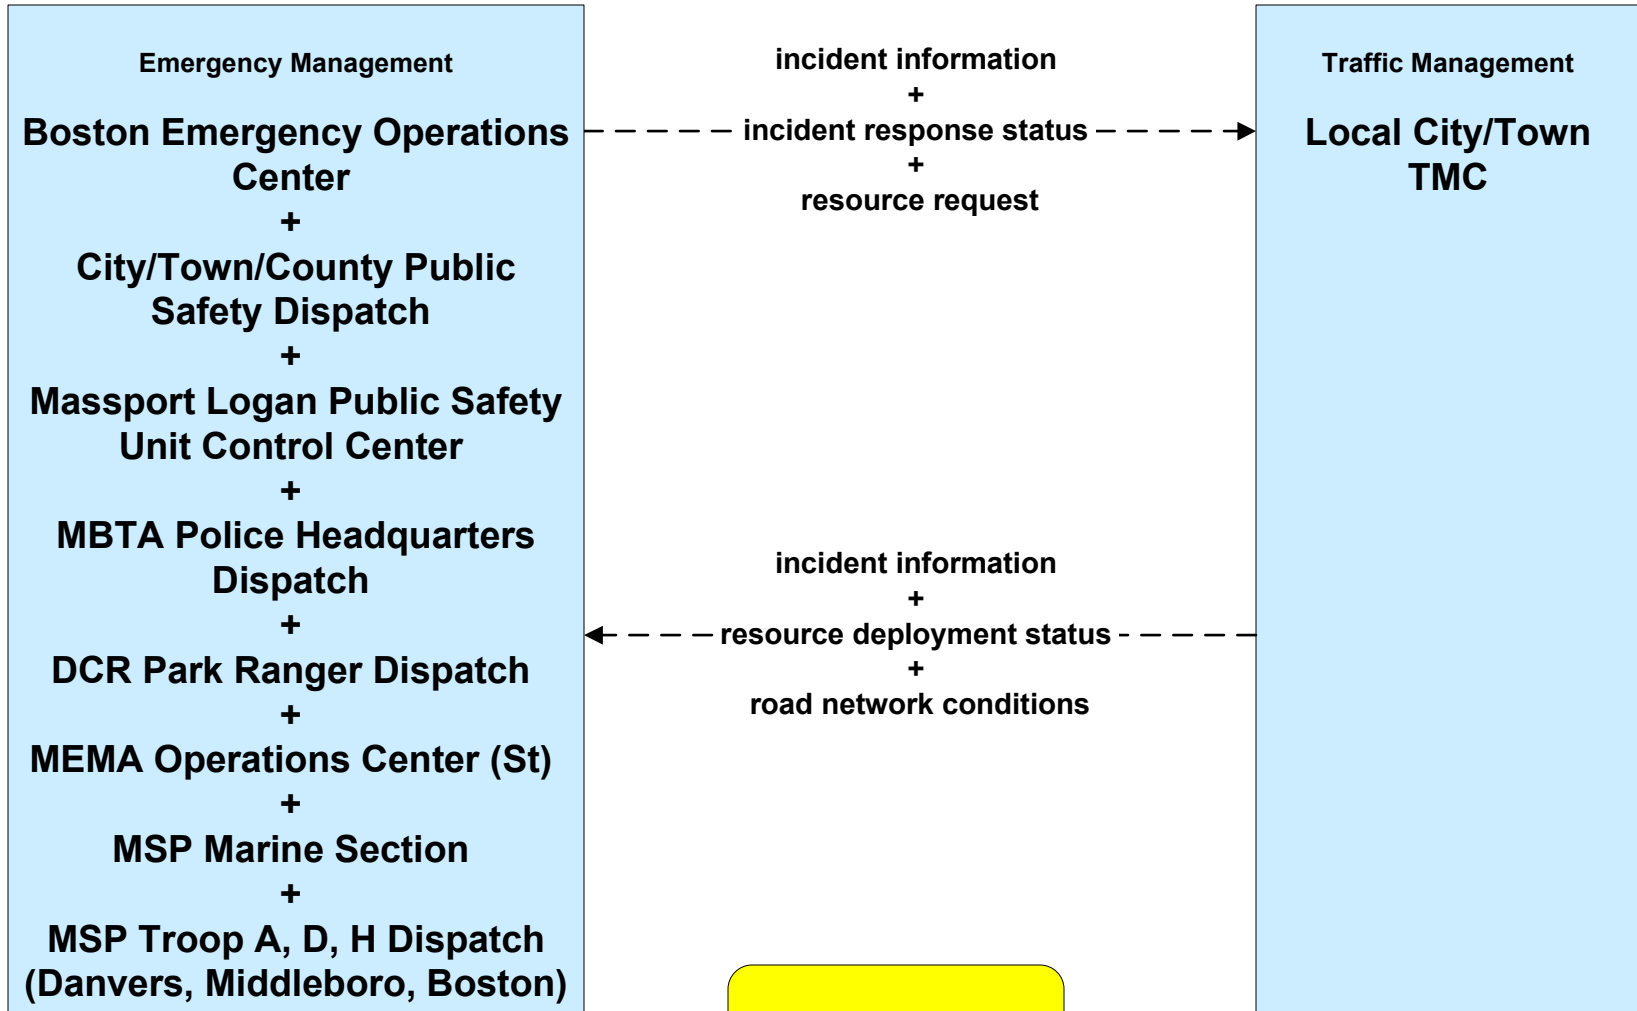 Emergency Management
Boston Emergency Operations
Center
+
City/Town/County Public
Safety Dispatch
+
Massport Logan Public Safety
Unit Control Center
+
MBTA Police Headquarters
Dispatch
+
DCR Park Ranger Dispatch
+
MEMA Operations Center (St)
+
MSP Marine Section
+
MSP Troop A, D, H Dispatch
(Danvers, Middleboro, Boston)
incident information
+
incident response status
+
resource request
incident information
+
resource deployment status
+
road network conditions
Traffic Management
Local City/Town
TMC